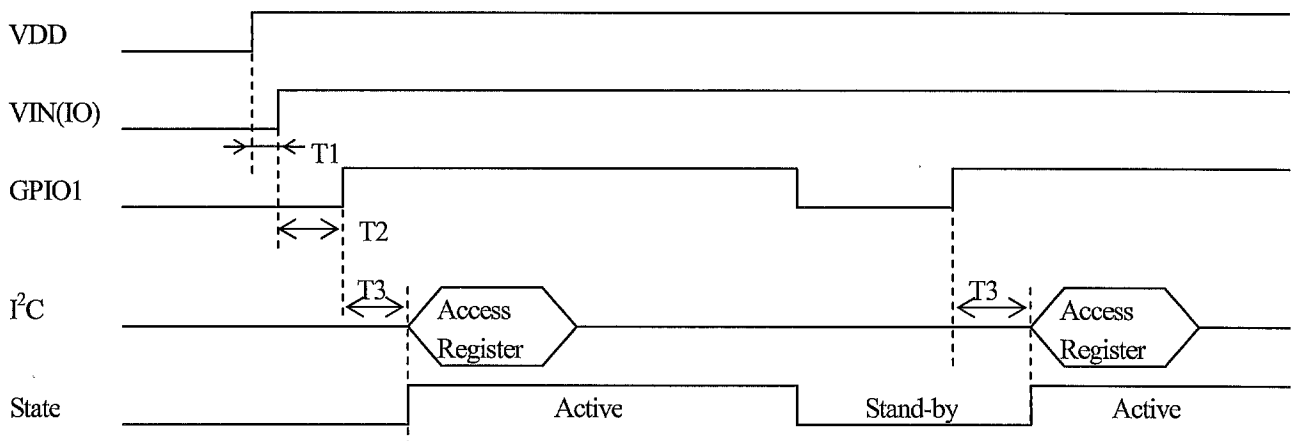 VDD
VIN(IO)
T1
GPIO1
T2
I²C
T3
Access
Register
T3
Access
Register
State
Active
Stand-by
Active